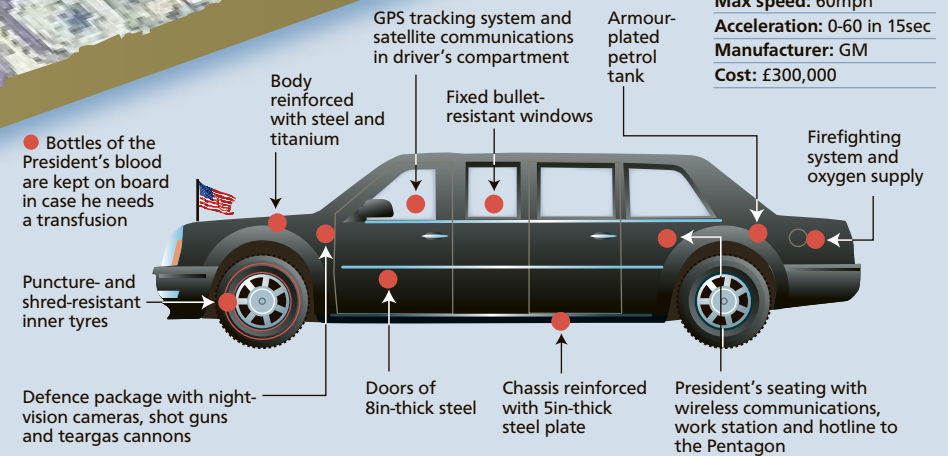 GPS tracking system and
satellite communications
in driver's compartment
Armour-
plated
petrol
tank
Max speed: 60mph
Acceleration: 0-60 in 15sec
Manufacturer: GM
Cost: £300,000
Body
reinforced
with steel and
titanium
Fixed bullet-
resistant windows
Bottles of the
President's blood
are kept on board
in case he needs
a transfusion
Firefighting
system and
oxygen supply
Puncture- and
shred-resistant
inner tyres
Defence package with night-
vision cameras, shot guns
and teargas cannons
Doors of
8in-thick steel
Chassis reinforced
with 5in-thick
steel plate
President's seating with
wireless communications,
work station and hotline to
the Pentagon